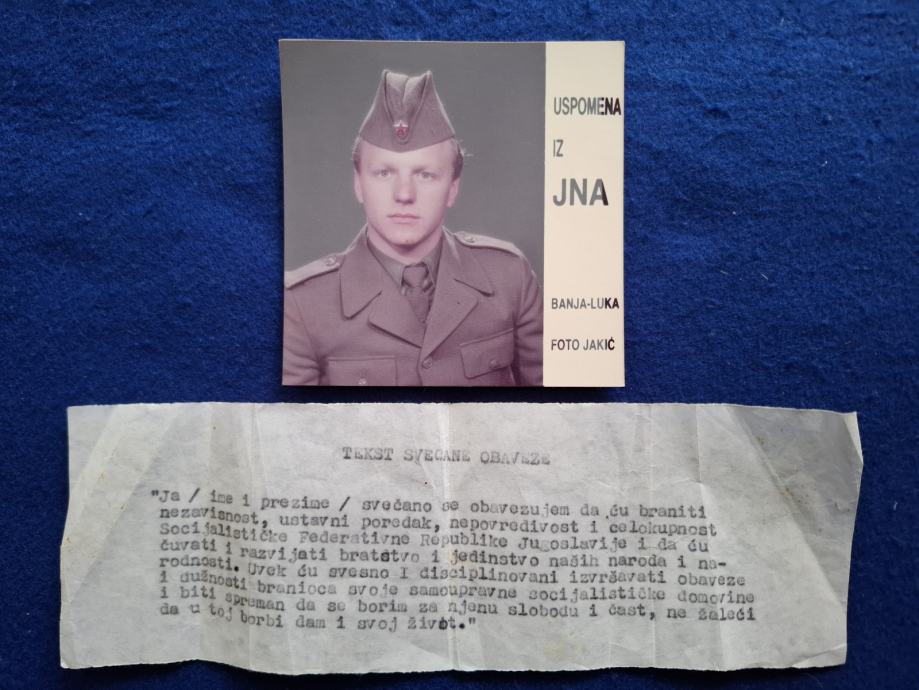 USPOMENA
IZ
JNA
BANJA-LUKA
FOTO JAKIĆ
TEKST SVEČANE OBAVEZE
"Ja / ime i prezime / svečano se obavezujem da ću braniti
nezavisnost, ustavni poredak, nepovredivost i celokupnost
Socijalističke Federativne Republike Jugoslavije i da ću
čuvati i razvijati bratstvo i jedinstvo naših naroda i na-
rodnosti. Uvek ću svesno I disciplinovani izvršavati obaveze
i dužnosti branioca svoje samoupravne socijalističke domovine
i biti spreman da se borim za njenu slobodu i čast, ne žaleći
da u toj borbi dam i svoj život."